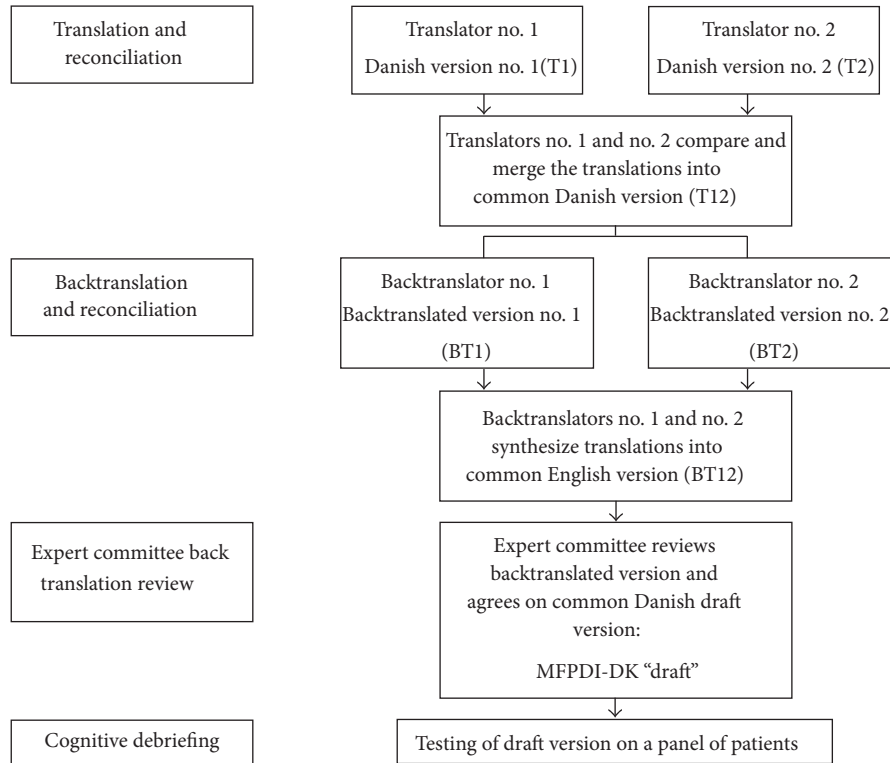 Translation and
reconciliation
Translator no. 1
Danish version no. 1(T1)
Translator no. 2
Danish version no. 2 (T2)
Translators no. 1 and no. 2 compare and
merge the translations into
common Danish version (T12)
Backtranslation
and reconciliation
Backtranslator no. 1
Backtranslated version no. 1
(BT1)
Backtranslator no. 2
Backtranslated version no. 2
(BT2)
Backtranslators no. 1 and no. 2
synthesize translations into
common English version (BT12)
Expert committee back
translation review
Expert committee reviews
backtranslated version and
agrees on common Danish draft
version:
MFPDI-DK “draft”
Cognitive debriefing
Testing of draft version on a panel of patients